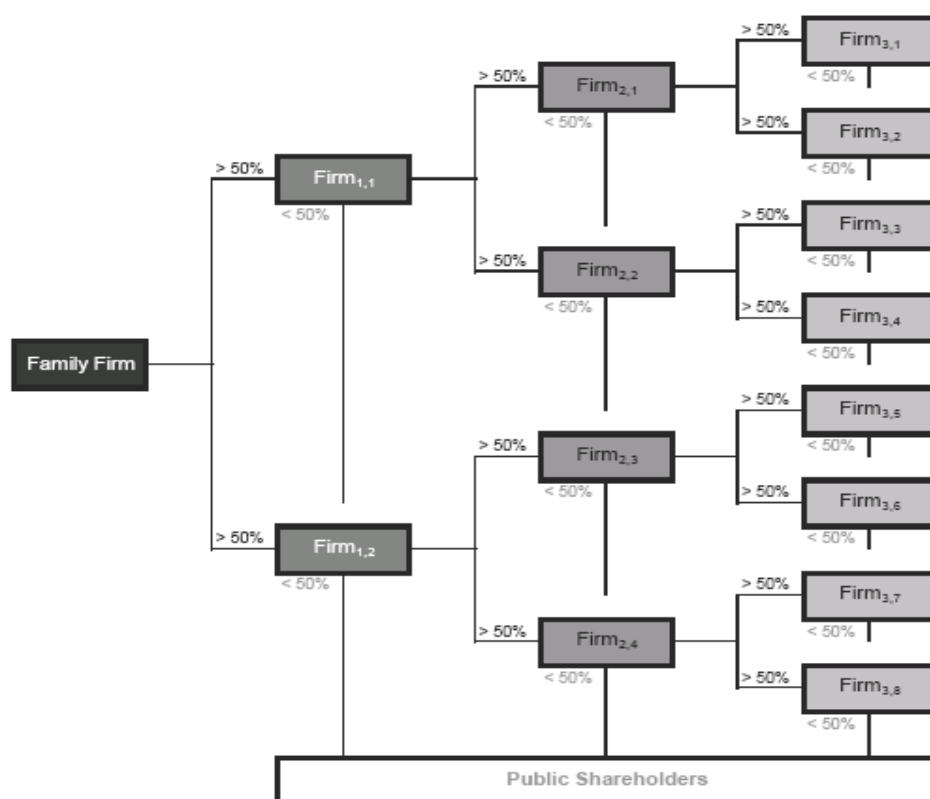 > 50% Firm3,1
< 50%
> 50% Firm2,1
< 50%
> 50% Firm3,2
< 50%
> 50% Firm1,1
< 50%
> 50% Firm3,3
< 50%
> 50% Firm2,2
< 50%
> 50% Firm3,4
< 50%
Family Firm
> 50% Firm3,5
< 50%
> 50% Firm2,3
< 50%
> 50% Firm3,6
< 50%
> 50% Firm1,2
< 50%
> 50% Firm3,7
< 50%
> 50% Firm2,4
< 50%
> 50% Firm3,8
< 50%
Public Shareholders